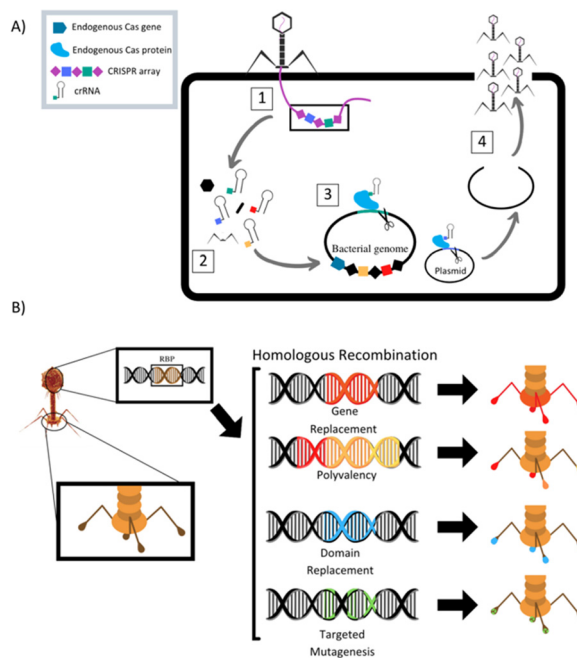 A)
Endogenous Cas gene
Endogenous Cas protein
CRISPR array
crRNA
1
2
3
4
Bacterial genome
Plasmid
B)
RBP
Homologous Recombination
Gene
Replacement
Polyvalency
Domain
Replacement
Targeted
Mutagenesis